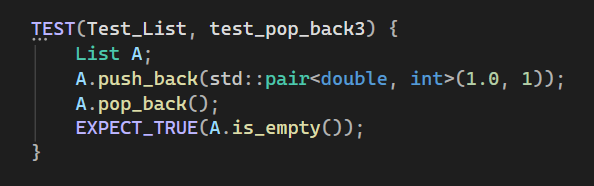 TEST(Test_List, test_pop_back3) {
    List A;
    A.push_back(std::pair<double, int>(1.0, 1));
    A.pop_back();
    EXPECT_TRUE(A.is_empty());
}